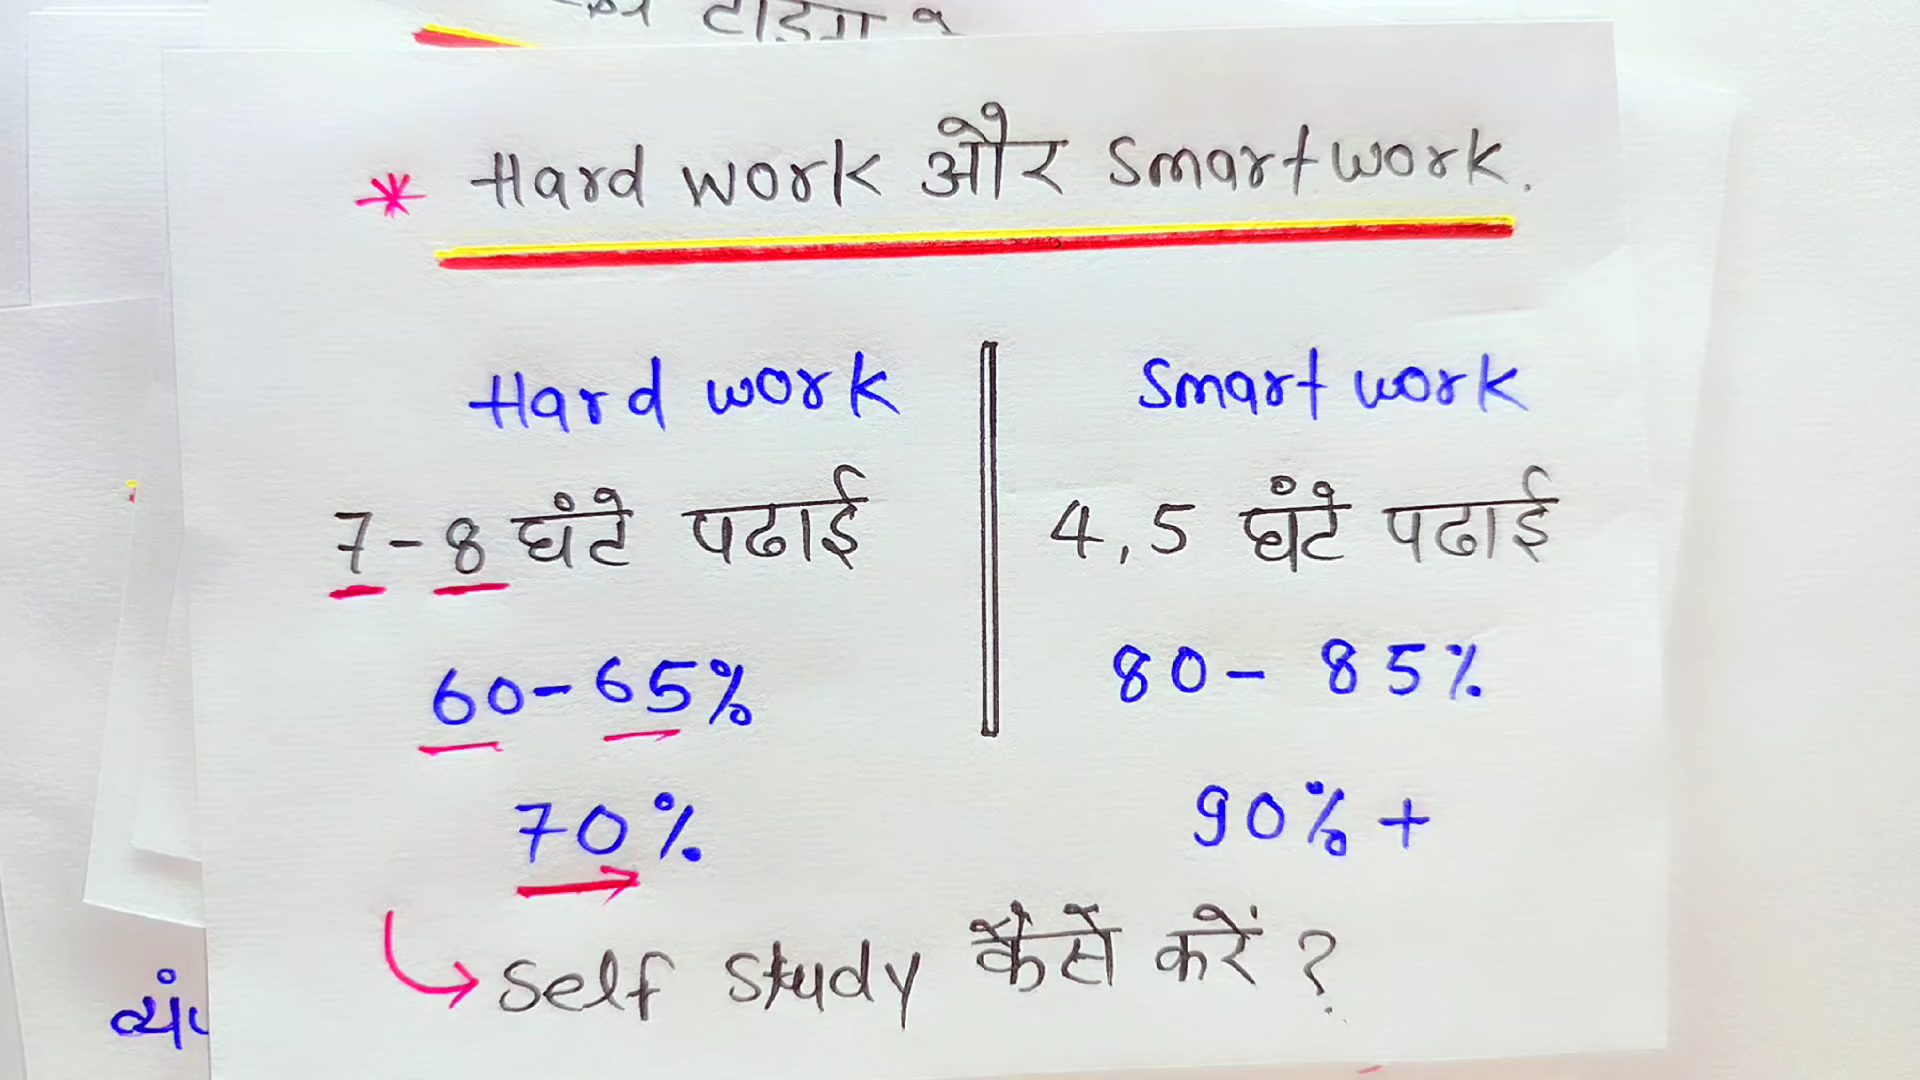 टाइम
* Hard work और Smart work.
Hard work
7-8 घंटे पढाई
60-65%
70%
Smart work
4,5 घंटे पढाई
80- 85%
90% +
Self study कैसे करें ?